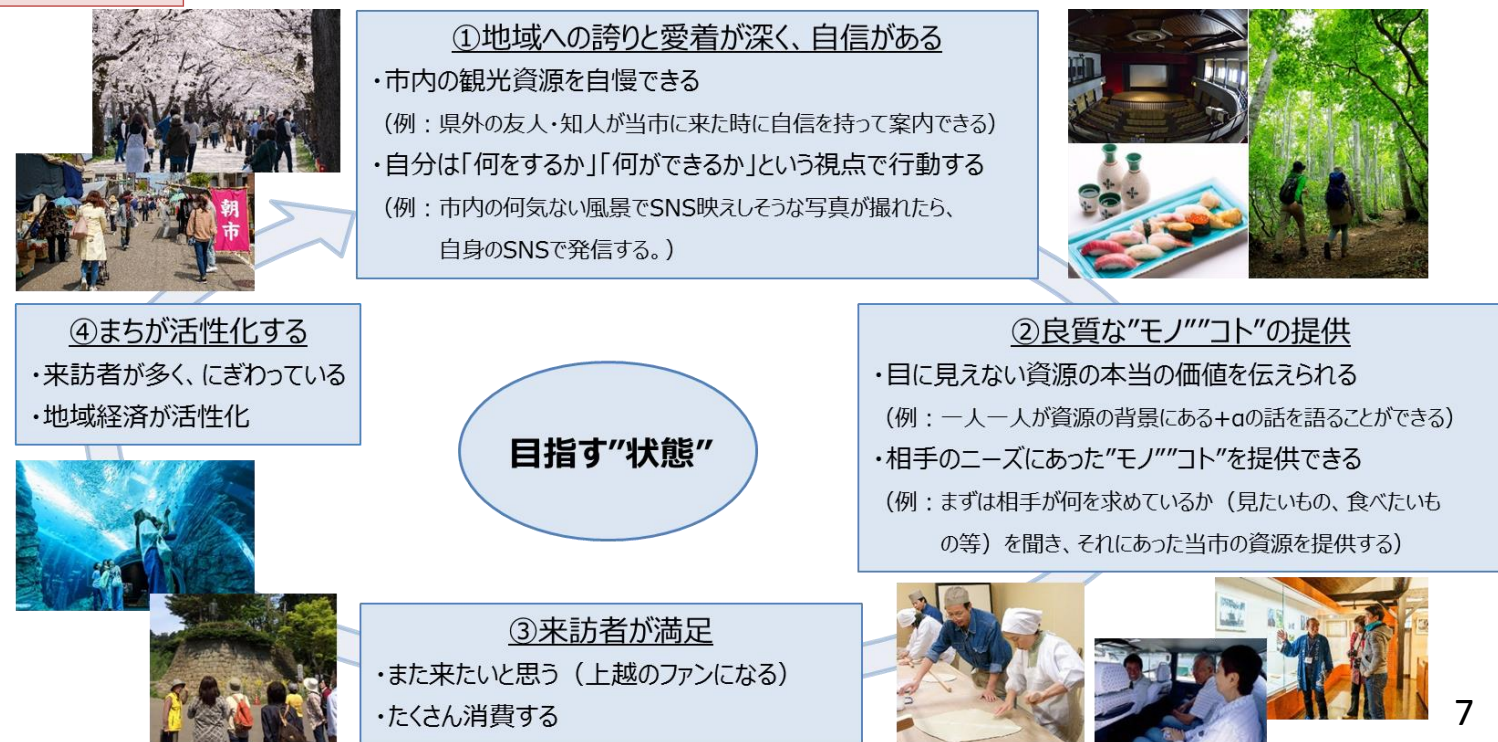 ①地域への誇りと愛着が深く、自信がある
・市内の観光資源を自慢できる
（例：県外の友人・知人が当市に来た時に自信を持って案内できる）
・自分は「何をするか」「何ができるか」という視点で行動する
（例：市内の何気ない風景でSNS映えしそうな写真が撮れたら、
自身のSNSで発信する。）
朝市
④まちが活性化する
・来訪者が多く、にぎわっている
・地域経済が活性化
目指す”状態”
②良質な”モノ””コト”の提供
・目に見えない資源の本当の価値を伝えられる
（例：一人一人が資源の背景にある+αの話を語ることができる）
・相手のニーズにあった”モノ””コト”を提供できる
（例：まずは相手が何を求めているか（見たいもの、食べたいも
の等）を聞き、それにあった当市の資源を提供する）
③来訪者が満足
・また来たいと思う（上越のファンになる）
・たくさん消費する
7